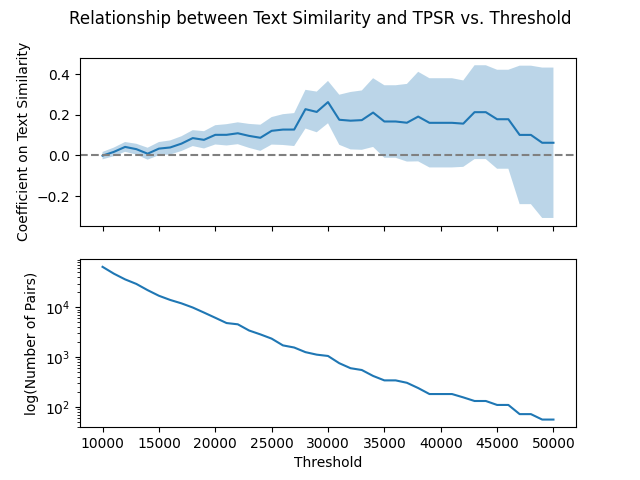 Relationship between Text Similarity and TPSR vs. Threshold
Coefficient on Text Similarity
0.4
0.2
0.0
−0.2
log(Number of Pairs)
10^4
10^3
10^2
10000 15000 20000 25000 30000 35000 40000 45000 50000
Threshold